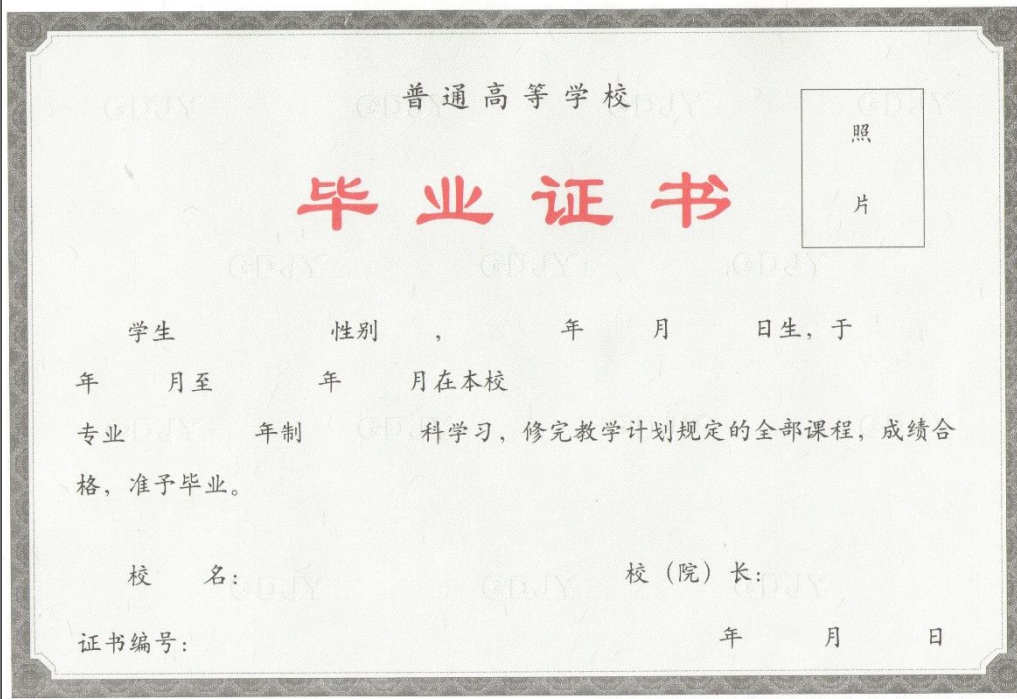 普通高等学校
毕业证书
照
片
学生 性别 , 年 月 日生，于
年 月至 年 月在本校
专业 年制 科学习，修完教学计划规定的全部课程，成绩合
格，准予毕业。
校 名： 校（院）长：
证书编号： 年 月 日